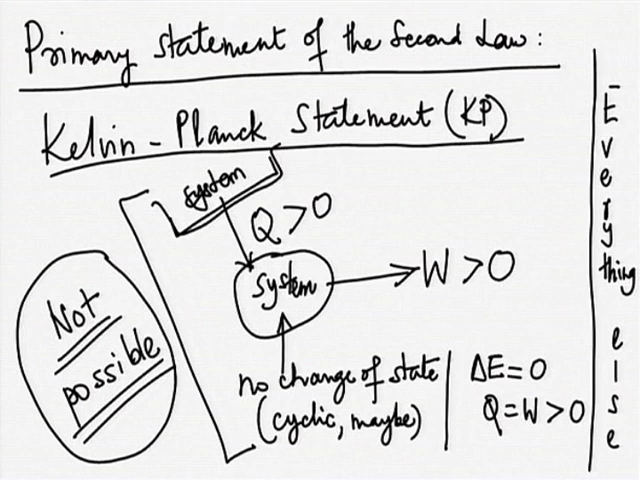 Primary Statement of the Second Law:
Kelvin - Planck Statement (KP)
system
Q > 0
system
W > 0
Not
possible
no change of state
(cyclic, maybe)
ΔE = 0
Q = W > 0
Everything else